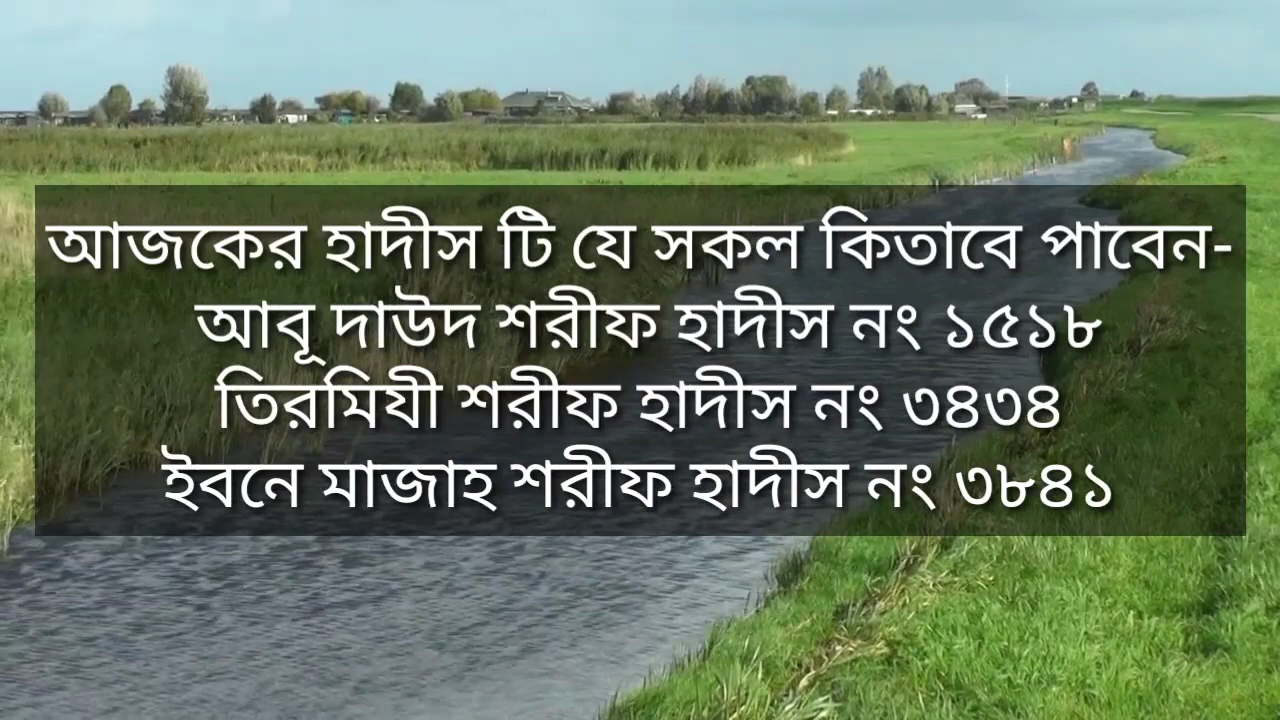 আজকের হাদীস টি যে সকল কিতাবে পাবেন-
আবূ দাউদ শরীফ হাদীস নং ১৫১৮
তিরমিযী শরীফ হাদীস নং ৩৪৩৪
ইবনে মাজাহ শরীফ হাদীস নং ৩৮৪১